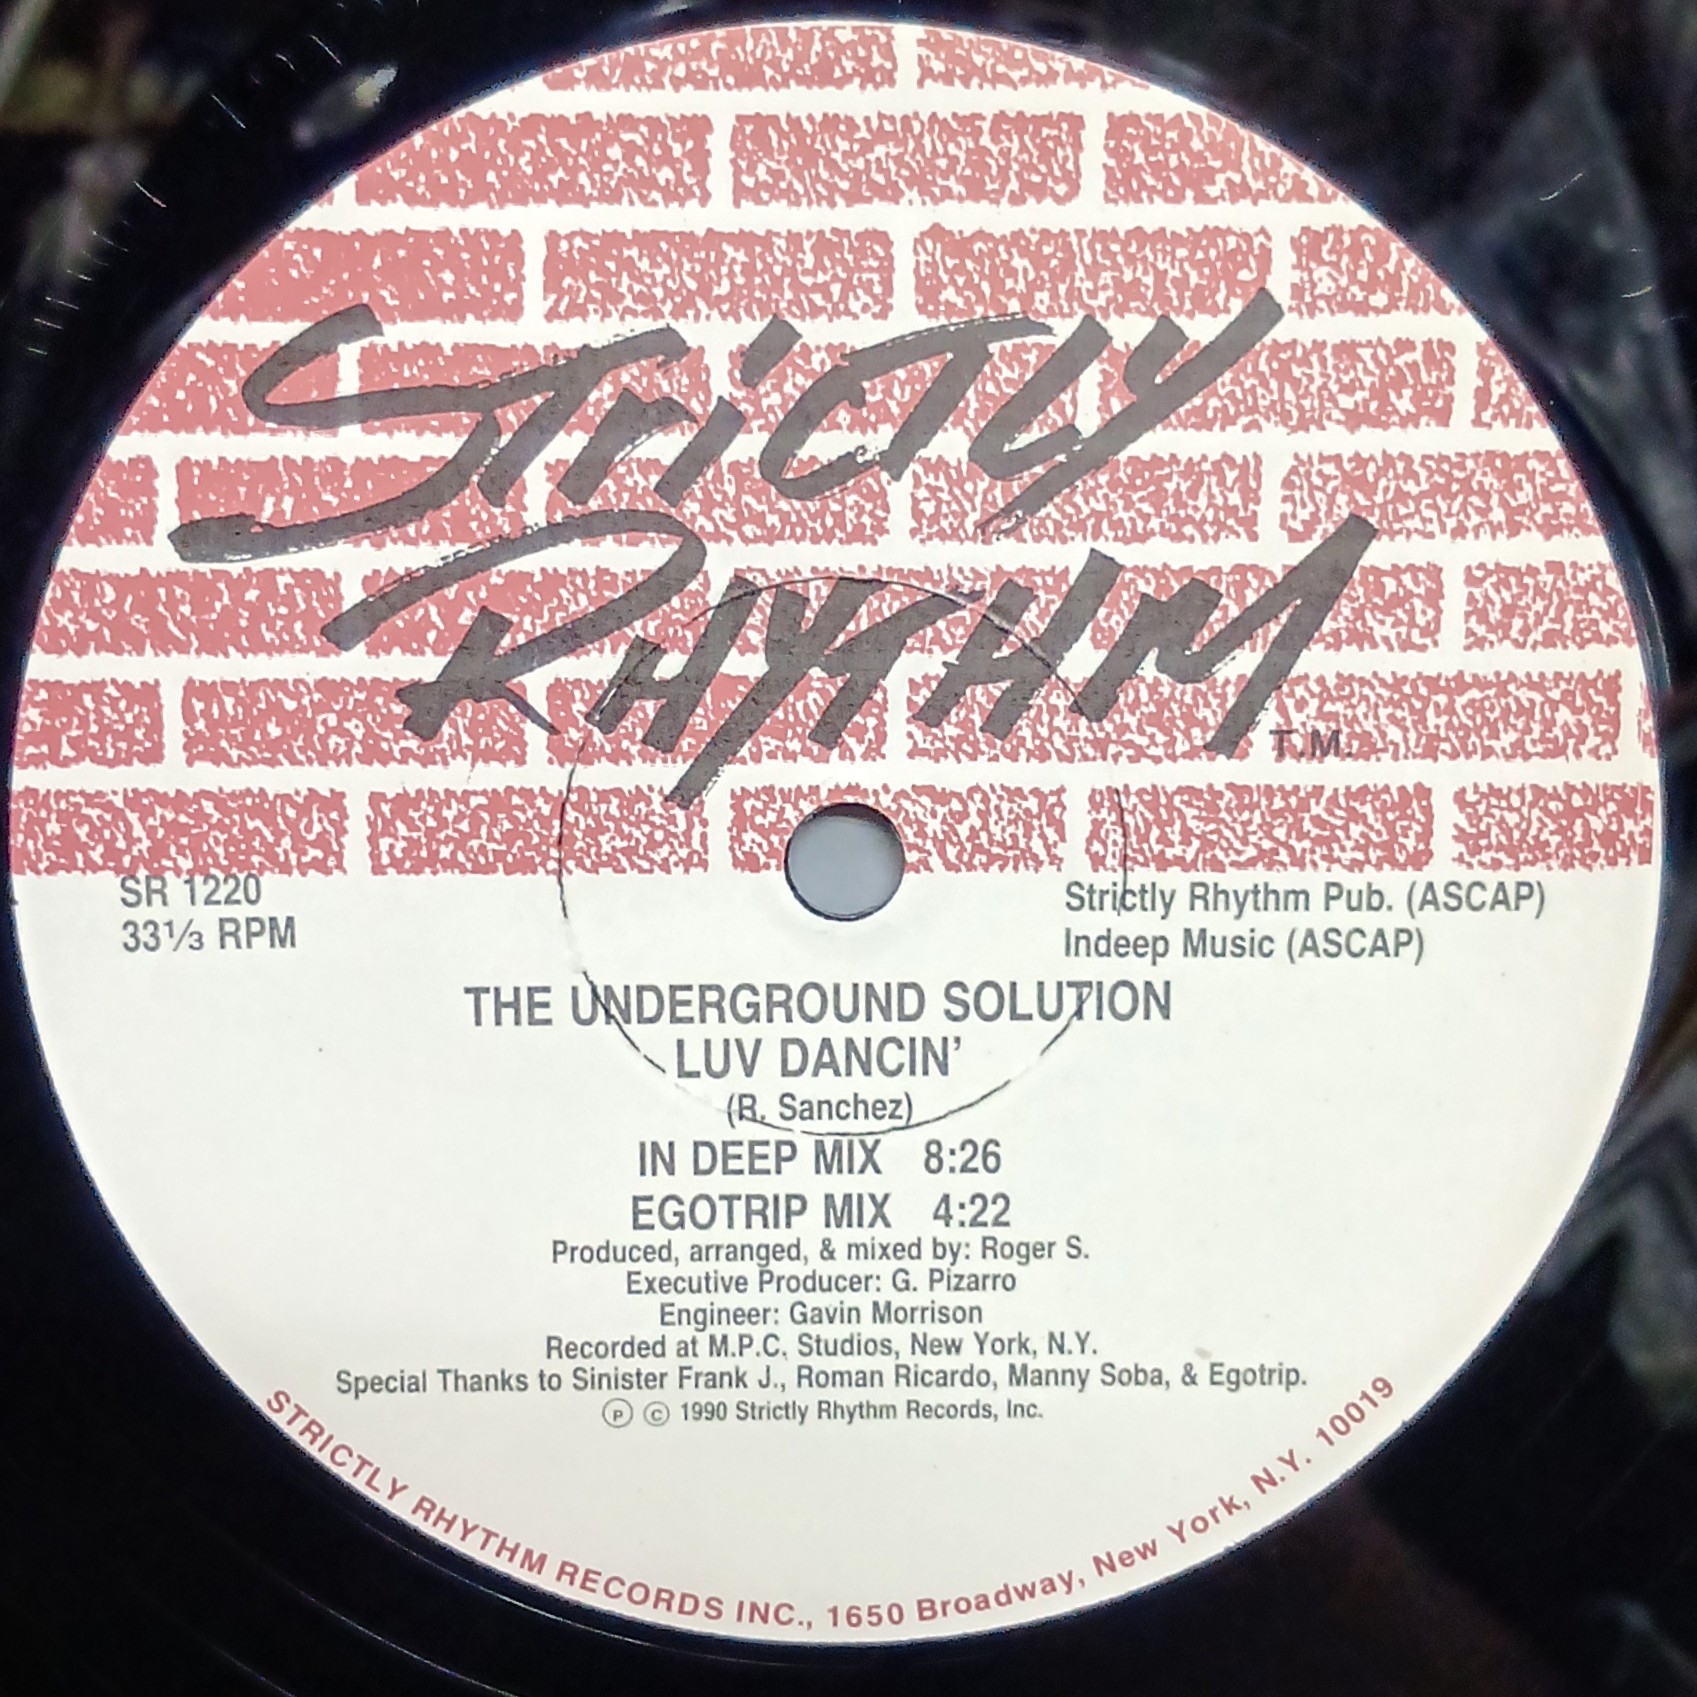 Strictly
Rhythm
T.M.
SR 1220
33⅓ RPM
Strictly Rhythm Pub. (ASCAP)
Indeep Music (ASCAP)
THE UNDERGROUND SOLUTION
LUV DANCIN’
(R. Sanchez)
IN DEEP MIX 8:26
EGOTRIP MIX 4:22
Produced, arranged, & mixed by: Roger S.
Executive Producer: G. Pizarro
Engineer: Gavin Morrison
Recorded at M.P.C. Studios, New York, N.Y.
Special Thanks to Sinister Frank J., Roman Ricardo, Manny Soba, & Egotrip.
Ⓟ © 1990 Strictly Rhythm Records, Inc.
STRICTLY RHYTHM RECORDS INC., 1650 Broadway, New York, N.Y. 10019